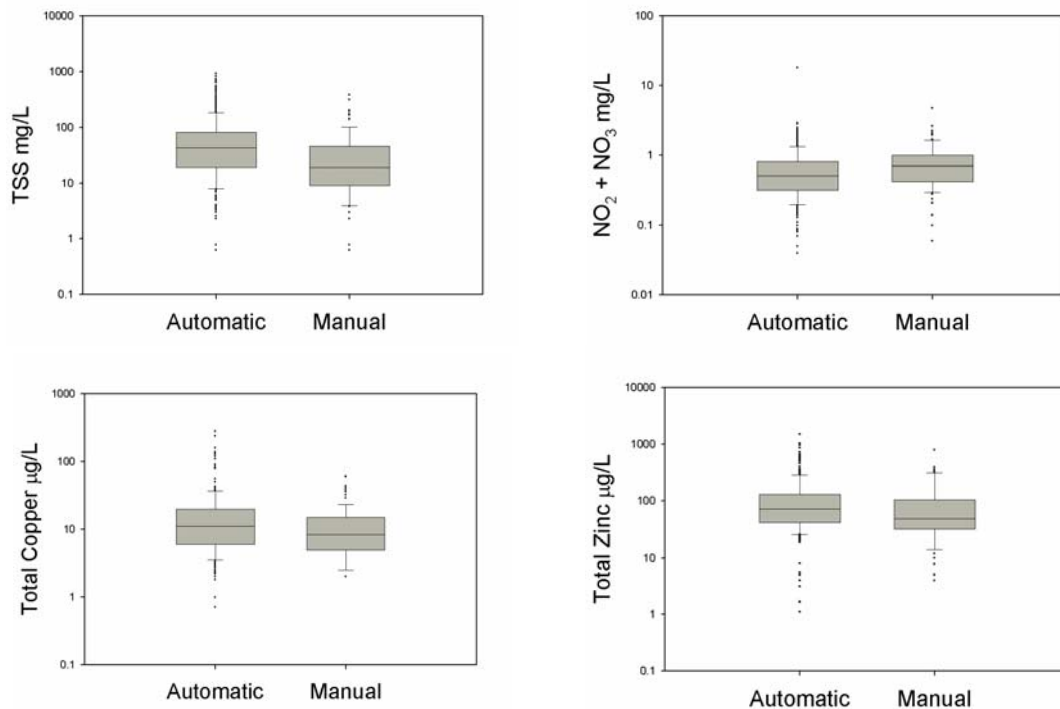 TSS mg/L
10000
1000
100
10
1
0.1
Automatic Manual
NO₂ + NO₃ mg/L
100
10
1
0.1
0.01
Automatic Manual
Total Copper µg/L
1000
100
10
1
0.1
Automatic Manual
Total Zinc µg/L
10000
1000
100
10
1
0.1
Automatic Manual